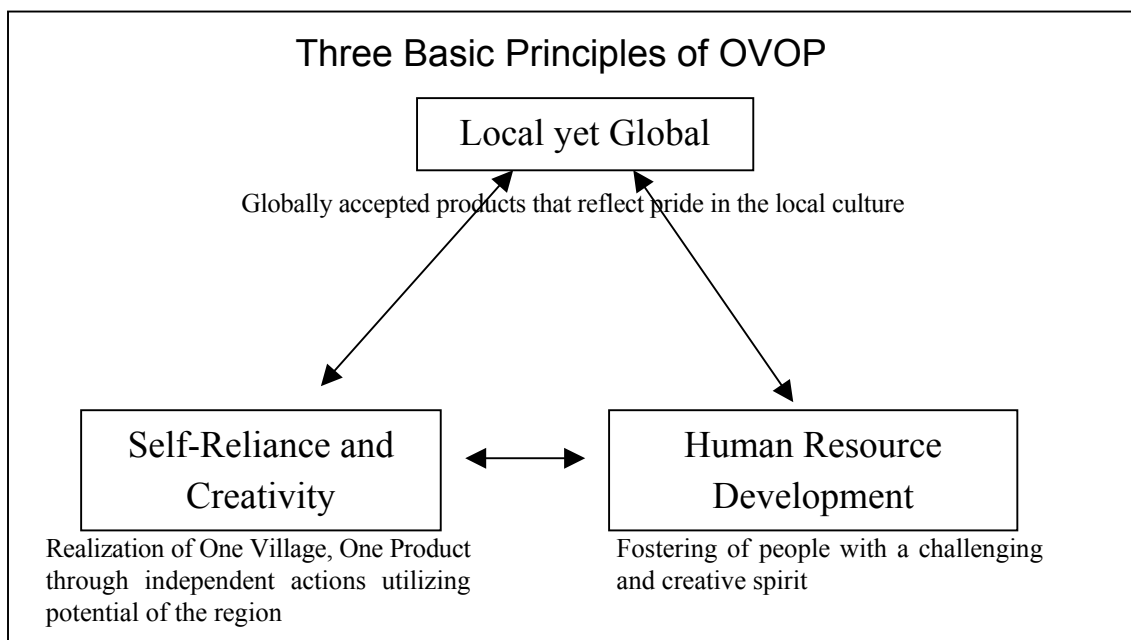 Three Basic Principles of OVOP
Local yet Global
Globally accepted products that reflect pride in the local culture
Self-Reliance and
Creativity
Realization of One Village, One Product
through independent actions utilizing
potential of the region
Human Resource
Development
Fostering of people with a challenging
and creative spirit